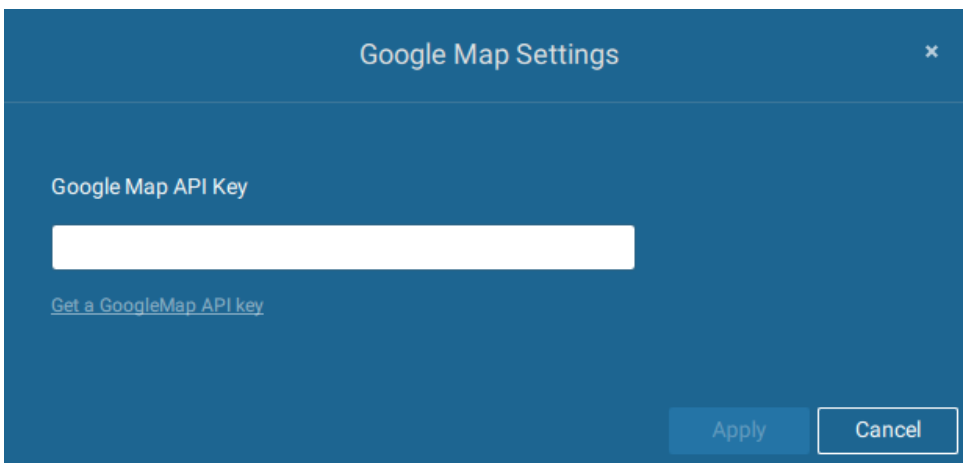 Google Map Settings ×
Google Map API Key
Get a GoogleMap API key
Apply Cancel